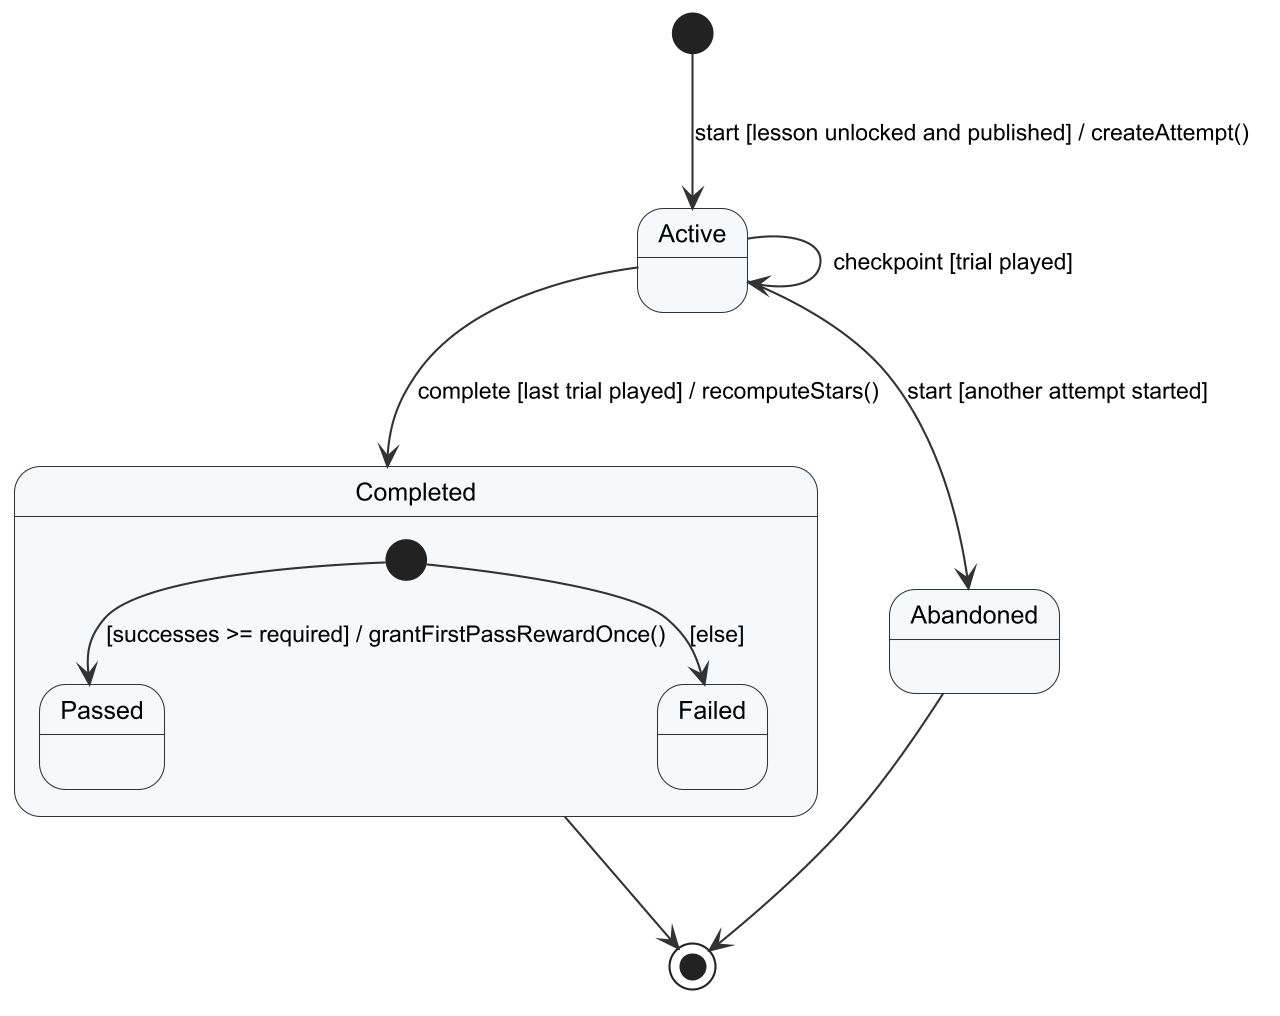 start [lesson unlocked and published] / createAttempt()
Active
checkpoint [trial played]
complete [last trial played] / recomputeStars()
start [another attempt started]
Completed
[successes >= required] / grantFirstPassRewardOnce()
[else]
Abandoned
Passed
Failed